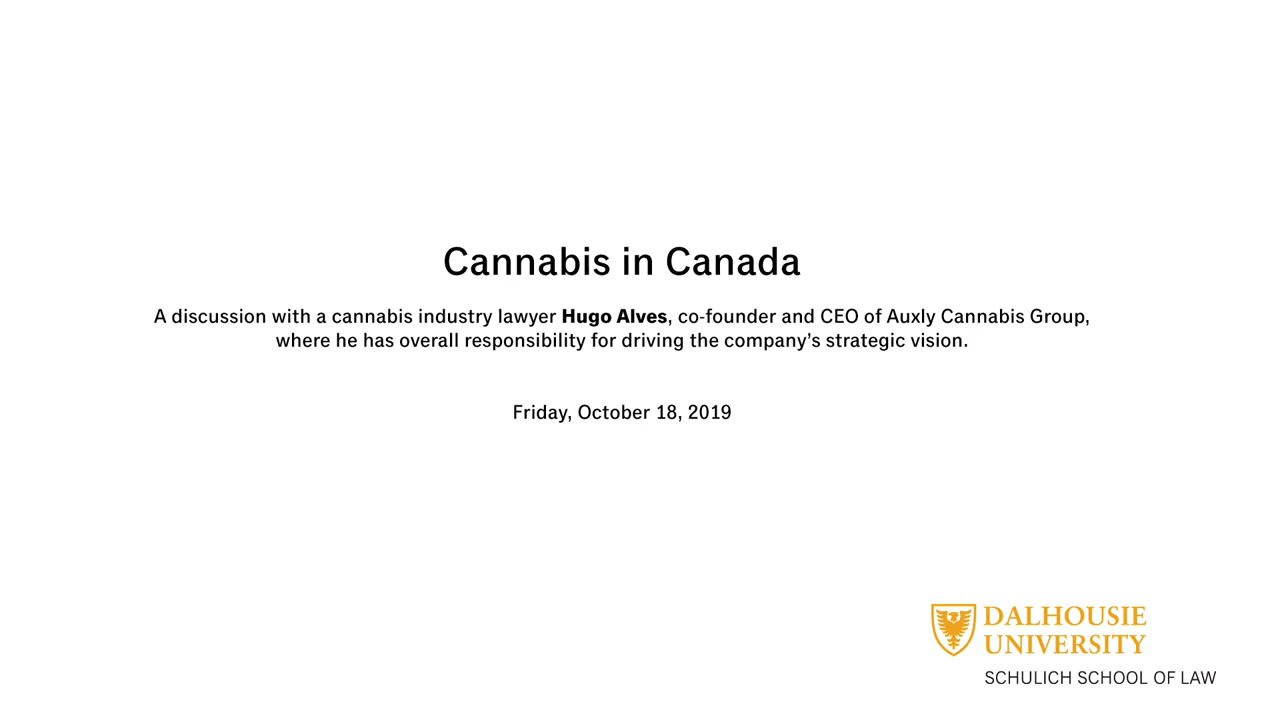 Cannabis in Canada
A discussion with a cannabis industry lawyer Hugo Alves, co-founder and CEO of Auxly Cannabis Group,
where he has overall responsibility for driving the company’s strategic vision.
Friday, October 18, 2019
DALHOUSIE
UNIVERSITY
SCHULICH SCHOOL OF LAW